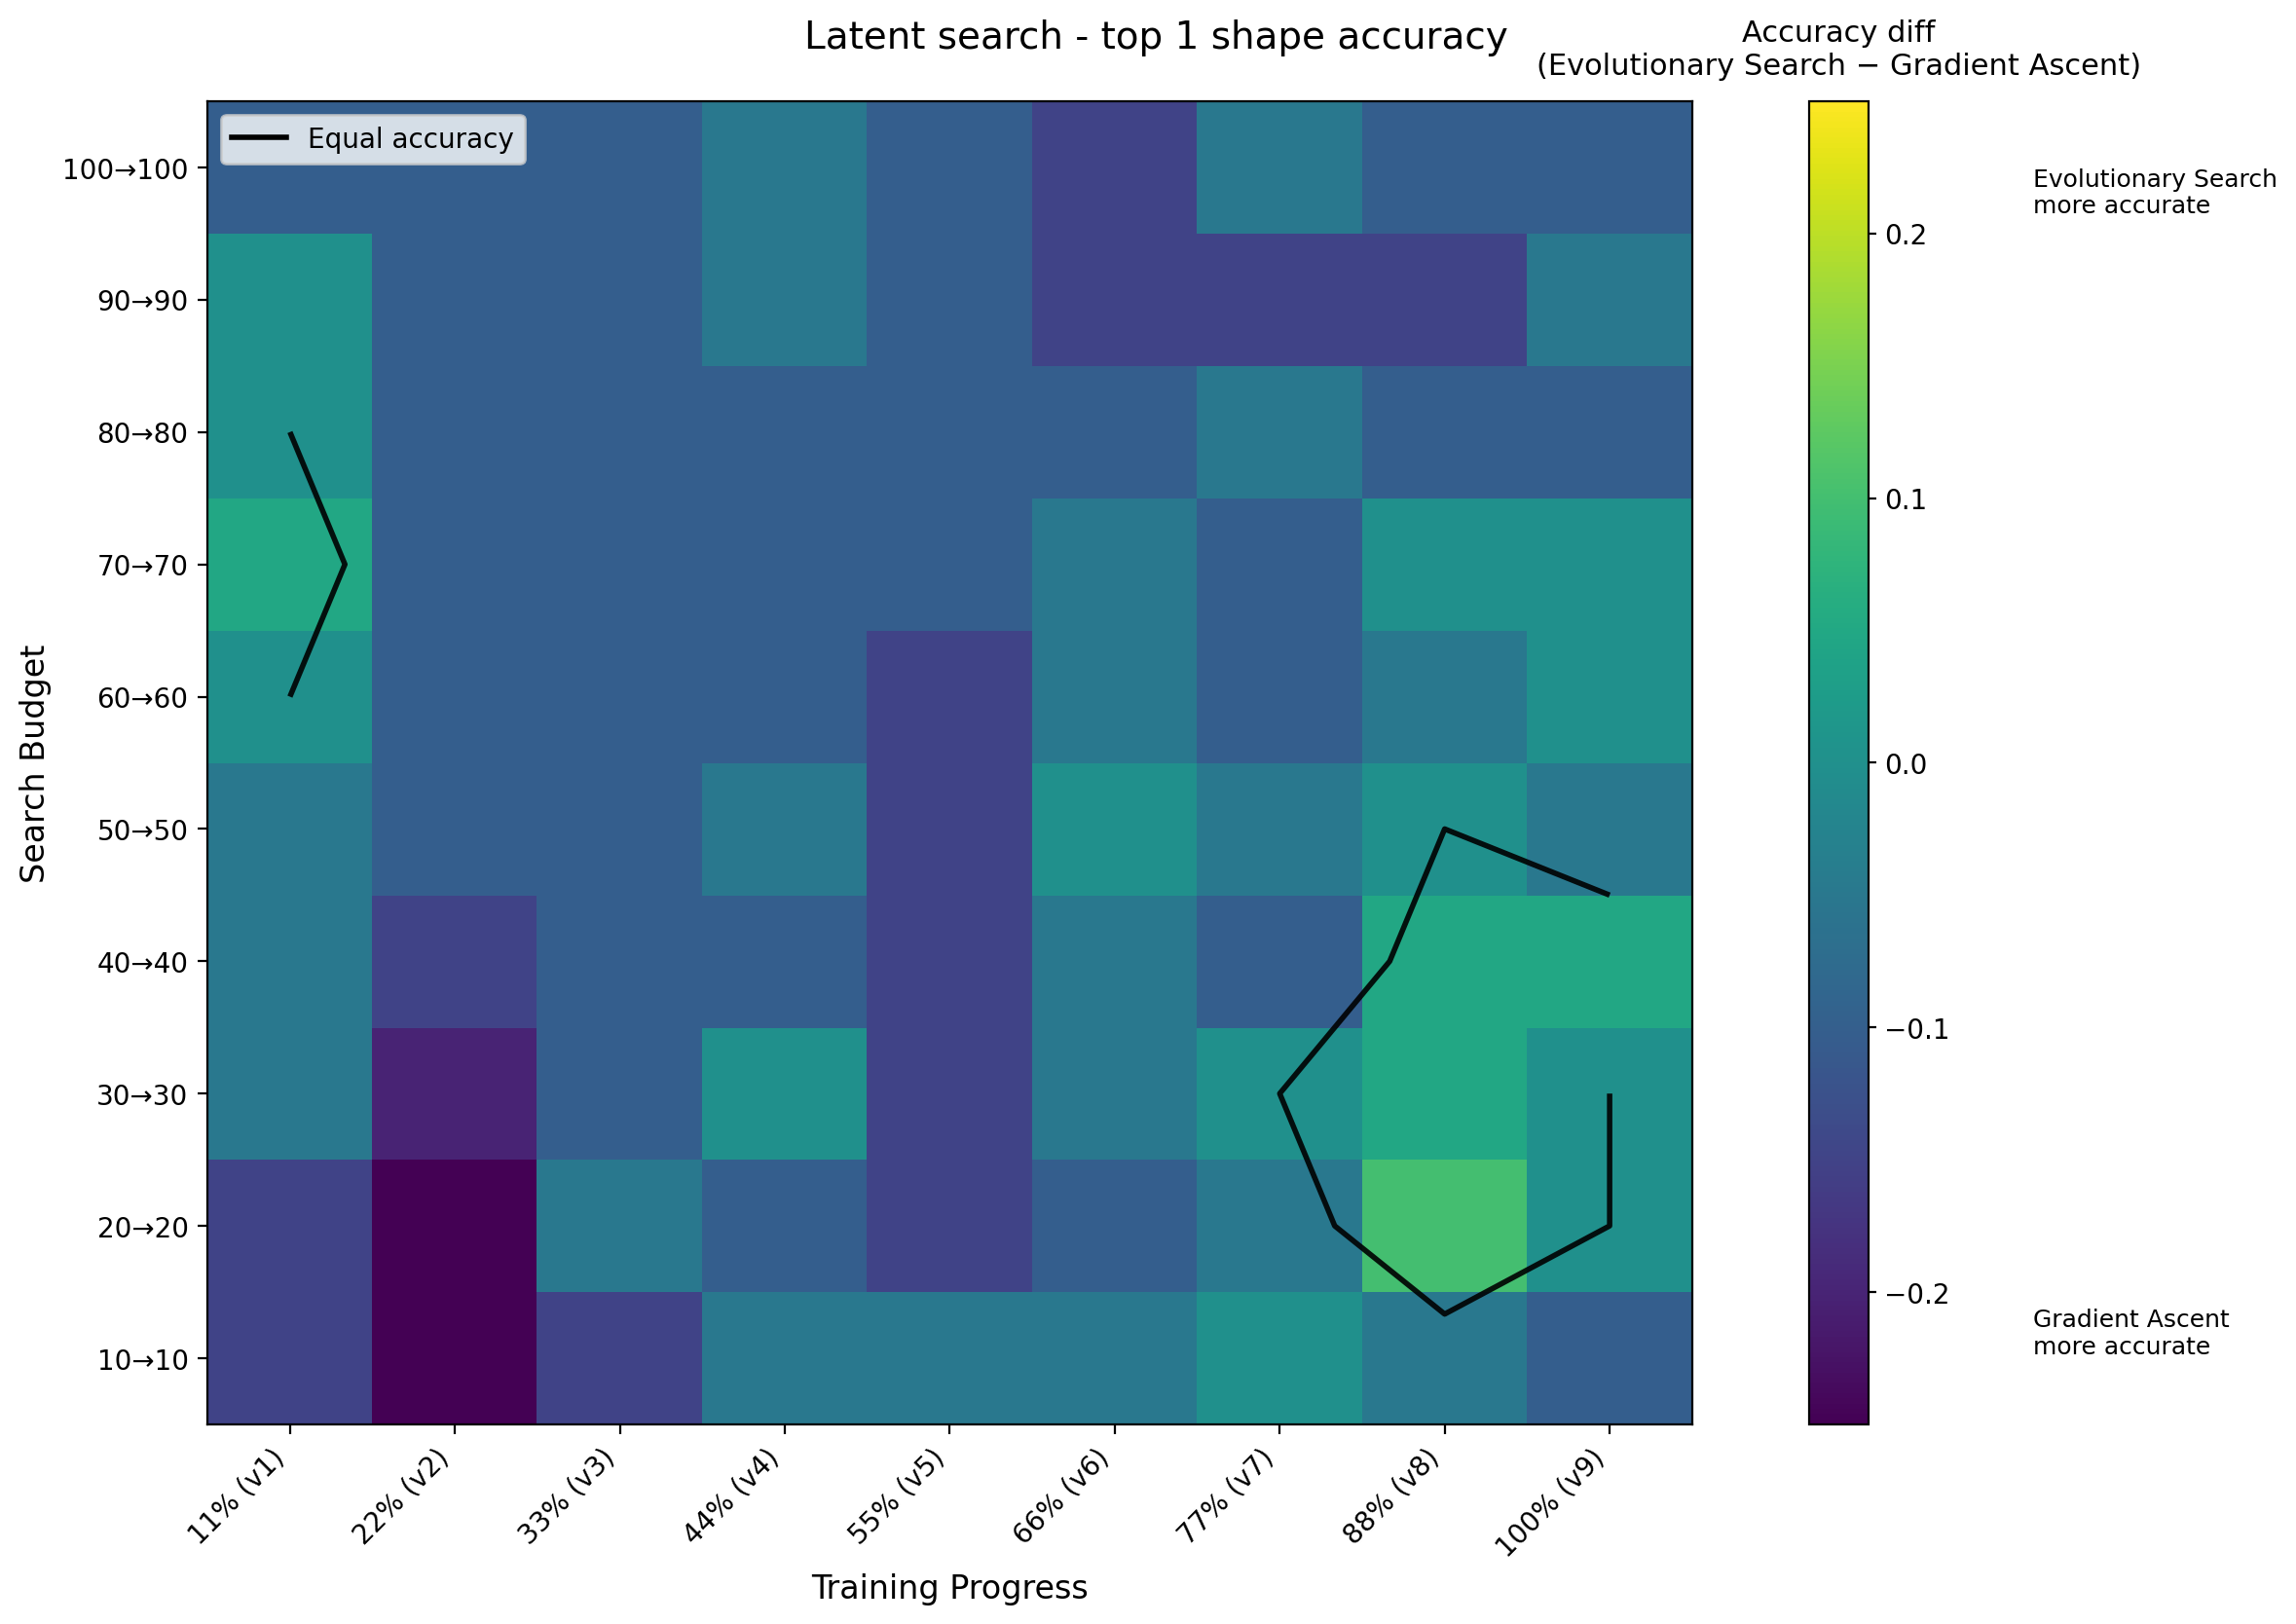 Latent search - top 1 shape accuracy
Accuracy diff
(Evolutionary Search − Gradient Ascent)
Equal accuracy
Search Budget
100→100
90→90
80→80
70→70
60→60
50→50
40→40
30→30
20→20
10→10
11% (v1)
22% (v2)
33% (v3)
44% (v4)
55% (v5)
66% (v6)
77% (v7)
88% (v8)
100% (v9)
Training Progress
0.2
0.1
0.0
−0.1
−0.2
Evolutionary Search
more accurate
Gradient Ascent
more accurate